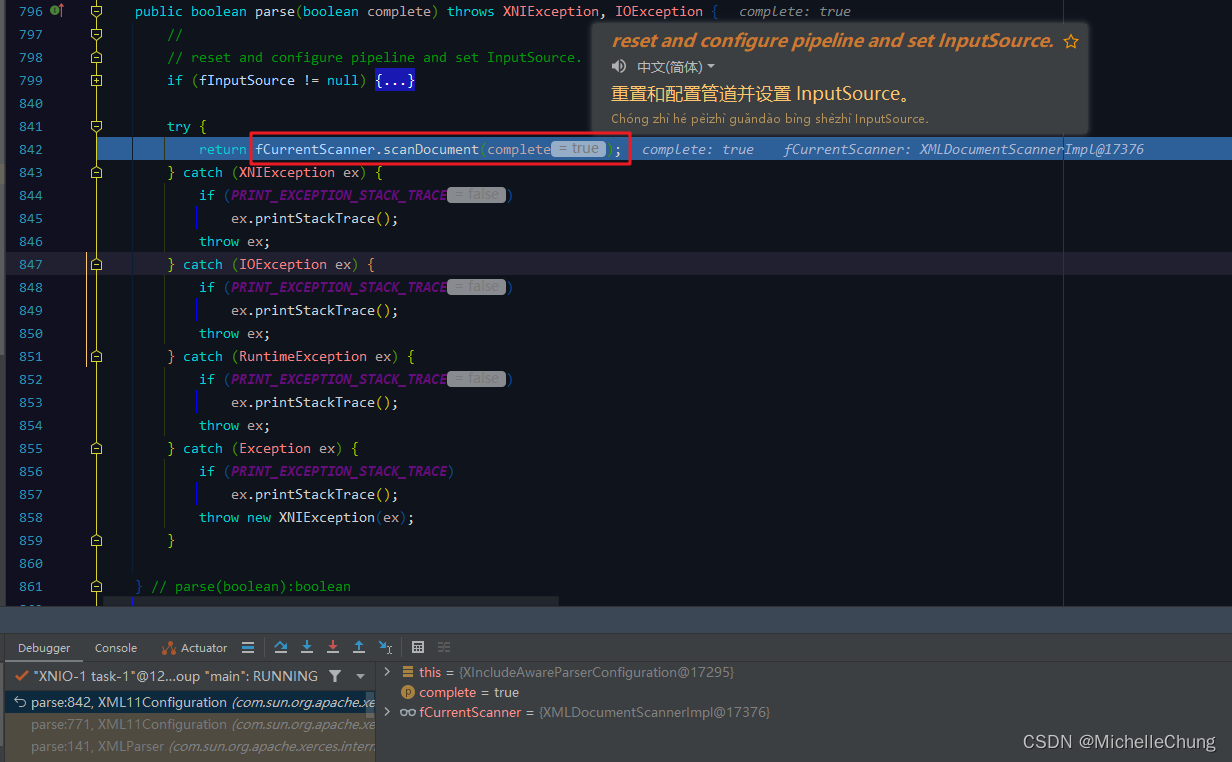 796 public boolean parse(boolean complete) throws XNIException, IOException { complete: true
797 //
798 // reset and configure pipeline and set InputSource.
799 if (fInputSource != null) {...}
840
841 try {
842 return fCurrentScanner.scanDocument(complete = true ); complete: true fCurrentScanner: XMLDocumentScannerImpl@17376
843 } catch (XNIException ex) {
844 if (PRINT_EXCEPTION_STACK_TRACE = false )
845 ex.printStackTrace();
846 throw ex;
847 } catch (IOException ex) {
848 if (PRINT_EXCEPTION_STACK_TRACE = false )
849 ex.printStackTrace();
850 throw ex;
851 } catch (RuntimeException ex) {
852 if (PRINT_EXCEPTION_STACK_TRACE = false )
853 ex.printStackTrace();
854 throw ex;
855 } catch (Exception ex) {
856 if (PRINT_EXCEPTION_STACK_TRACE)
857 ex.printStackTrace();
858 throw new XNIException(ex);
859 }
860
861 } // parse(boolean):boolean
reset and configure pipeline and set InputSource.
中文(简体)
重置和配置管道并设置 InputSource。
Chóng zhì hé pèizhì guǎndào bìng shèzhì InputSource.
Debugger Console Actuator
"XNIO-1 task-1"@12...oup "main": RUNNING
parse:842, XML11Configuration (com.sun.org.apache.xe
parse:771, XML11Configuration (com.sun.org.apache.xe
parse:141, XMLParser (com.sun.org.apache.xerces.intern
this = {XIncludeAwareParserConfiguration@17295}
complete = true
fCurrentScanner = {XMLDocumentScannerImpl@17376}
CSDN @MichelleChung